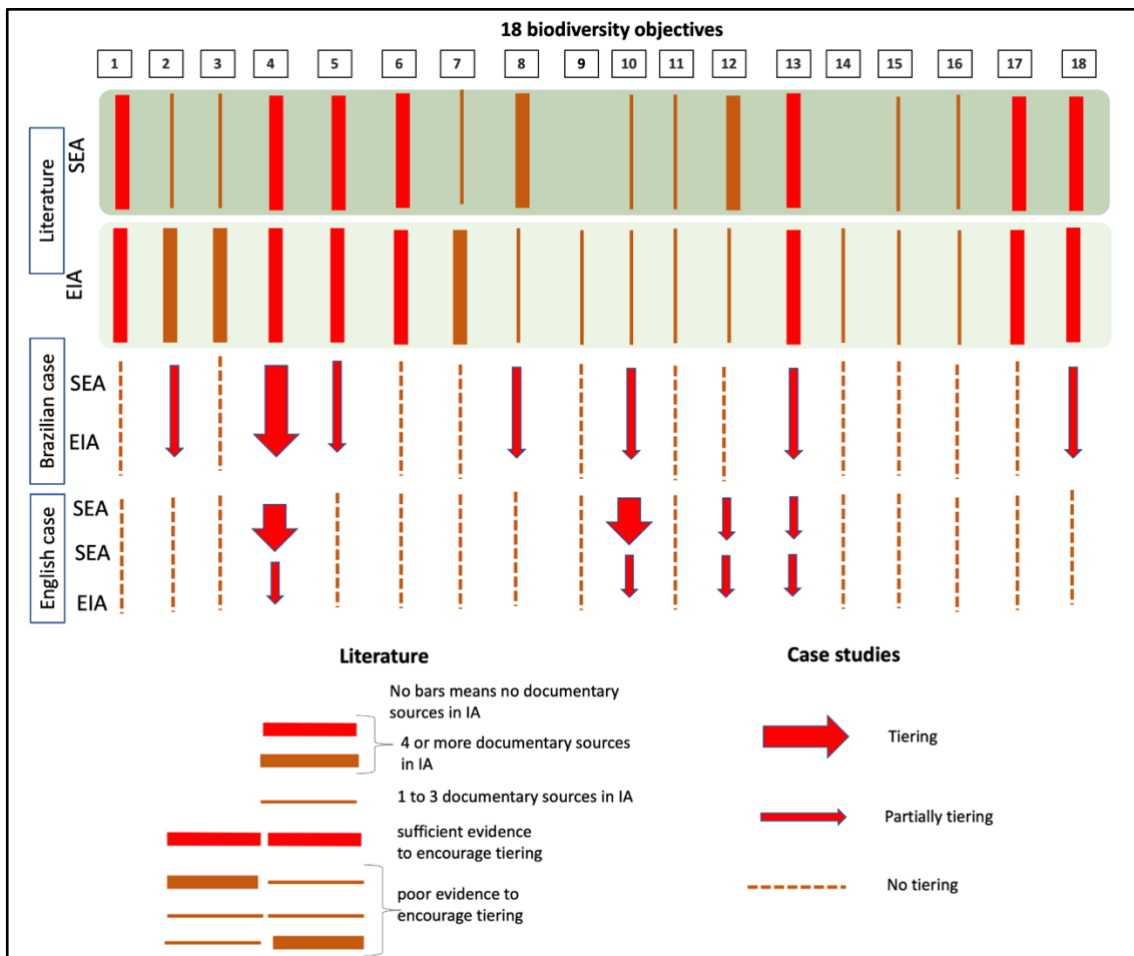 18 biodiversity objectives
1 2 3 4 5 6 7 8 9 10 11 12 13 14 15 16 17 18
Literature
SEA
EIA
Brazilian case
SEA
EIA
English case
SEA
SEA
EIA
Literature
No bars means no documentary
sources in IA
4 or more documentary sources
in IA
1 to 3 documentary sources in IA
sufficient evidence
to encourage tiering
poor evidence to
encourage tiering
Case studies
Tiering
Partially tiering
No tiering